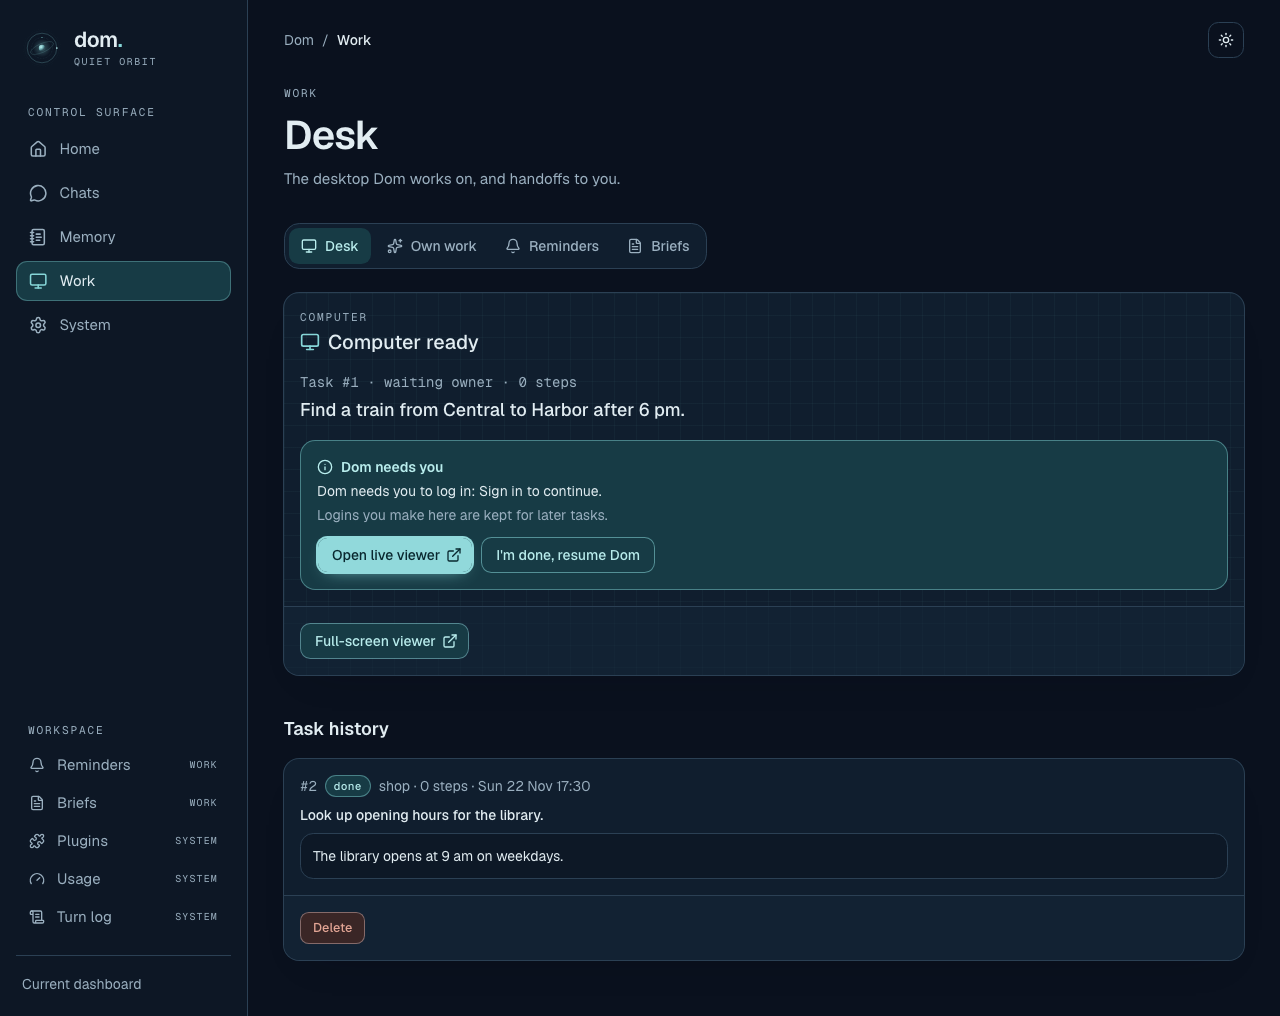 dom.
QUIET ORBIT
CONTROL SURFACE
Home
Chats
Memory
Work
System
WORKSPACE
Reminders WORK
Briefs WORK
Plugins SYSTEM
Usage SYSTEM
Turn log SYSTEM
Current dashboard
Dom / Work
WORK
Desk
The desktop Dom works on, and handoffs to you.
Desk Own work Reminders Briefs
COMPUTER
Computer ready
Task #1 · waiting owner · 0 steps
Find a train from Central to Harbor after 6 pm.
Dom needs you
Dom needs you to log in: Sign in to continue.
Logins you make here are kept for later tasks.
Open live viewer I'm done, resume Dom
Full-screen viewer
Task history
#2 done shop · 0 steps · Sun 22 Nov 17:30
Look up opening hours for the library.
The library opens at 9 am on weekdays.
Delete